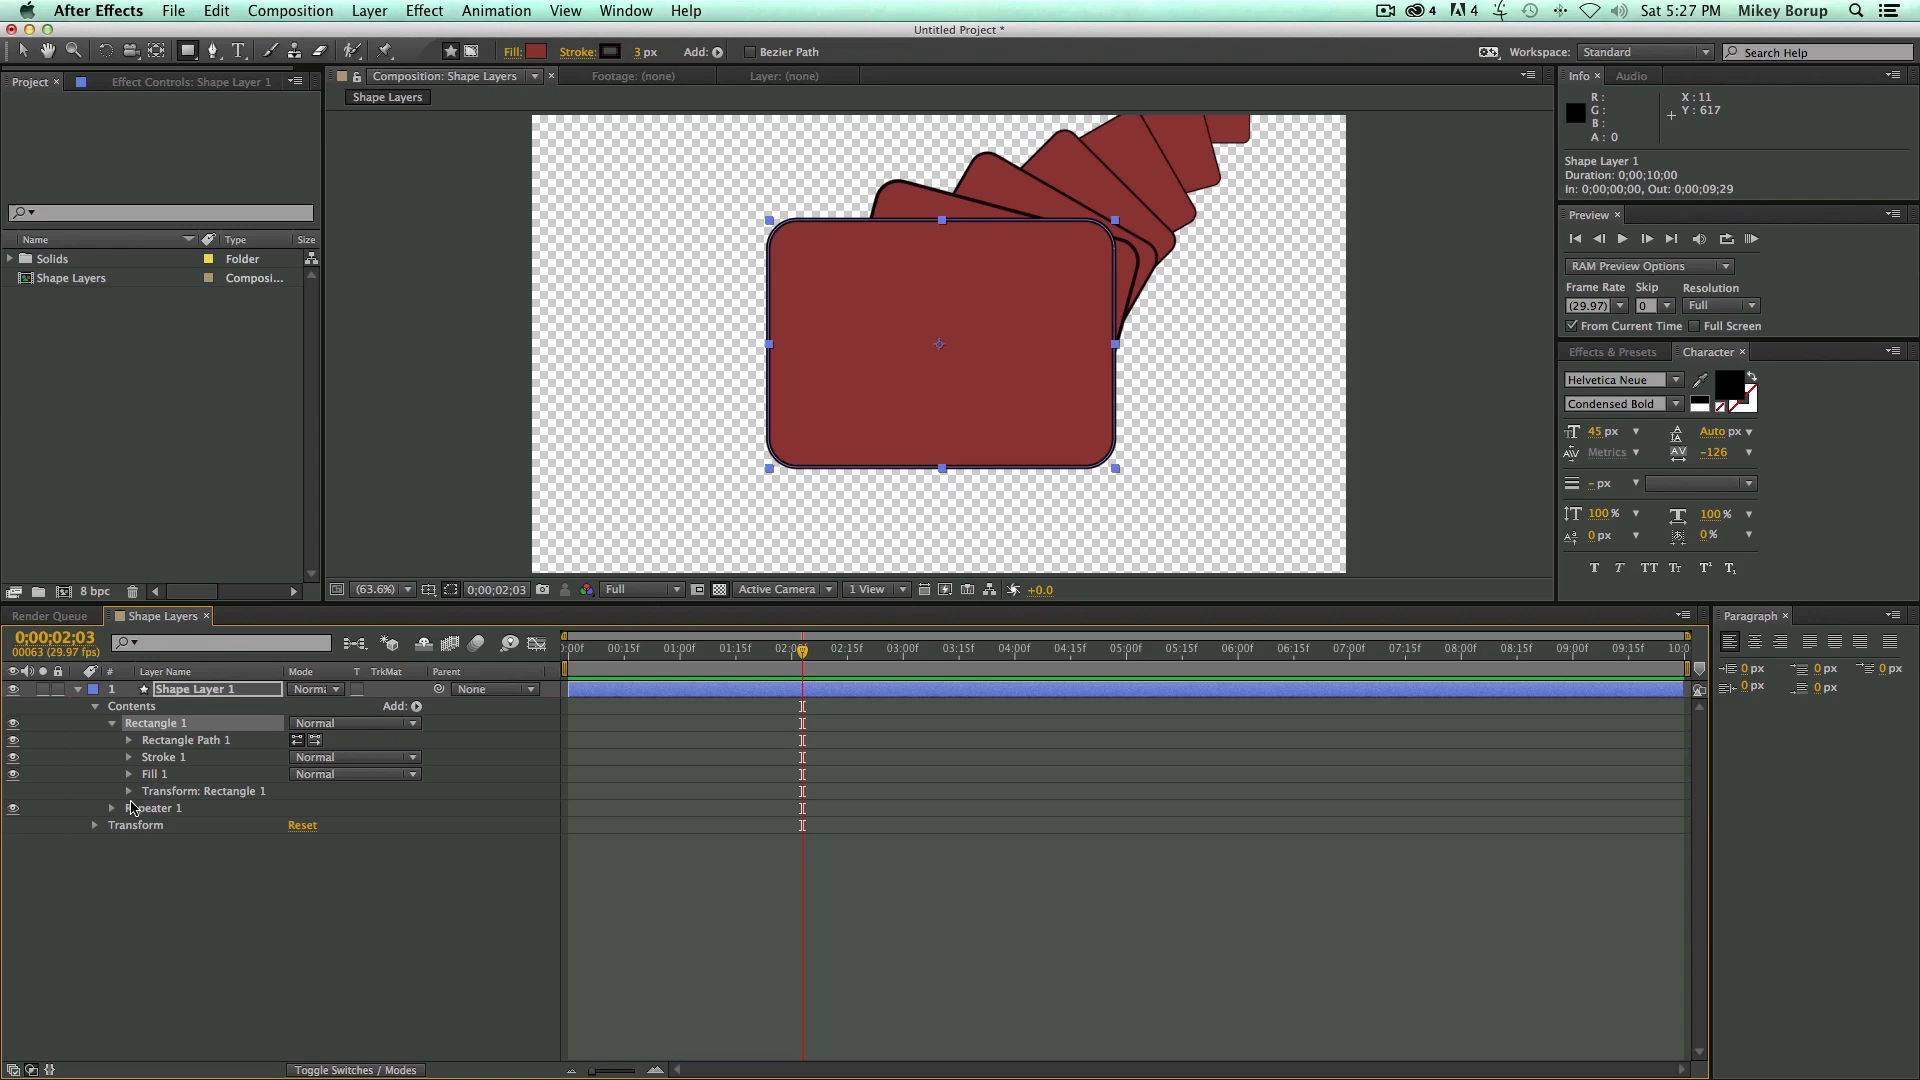 After Effects File Edit Composition Layer Effect Animation View Window Help 4 4 Sat 5:27 PM Mikey Borup
Untitled Project *
Fill: Stroke: 3 px Add: Bezier Path Workspace: Standard Search Help
Project × Effect Controls: Shape Layer 1 Composition: Shape Layers × Footage: (none) Layer: (none) Info × Audio
Shape Layers
R :
G :
B :
A : 0
X : 11
Y : 617
Shape Layer 1
Duration: 0;00;10;00
In: 0;00;00;00, Out: 0;00;09;29
Preview ×
RAM Preview Options
Frame Rate Skip Resolution
(29.97) 0 Full
From Current Time Full Screen
Effects & Presets Character ×
Helvetica Neue
Condensed Bold
45 px Auto px
Metrics -126
- px
100 % 100 %
0 px 0 %
T T TT Tt T¹ T₁
Name Type Size
Solids Folder
Shape Layers Composi...
8 bpc
(63.6%) 0;00;02;03 Full Active Camera 1 View +0.0
Render Queue Shape Layers × Paragraph ×
0;00;02;03
00063 (29.97 fps)
:00f 00:15f 01:00f 01:15f 02:00f 02:15f 03:00f 03:15f 04:00f 04:15f 05:00f 05:15f 06:00f 06:15f 07:00f 07:15f 08:00f 08:15f 09:00f 09:15f 10:0
0 px 0 px 0 px
0 px 0 px
# Layer Name Mode T TrkMat Parent
1 Shape Layer 1 Norma None
Contents Add:
Rectangle 1 Normal
Rectangle Path 1
Stroke 1 Normal
Fill 1 Normal
Transform: Rectangle 1
peater 1
Transform Reset
Toggle Switches / Modes